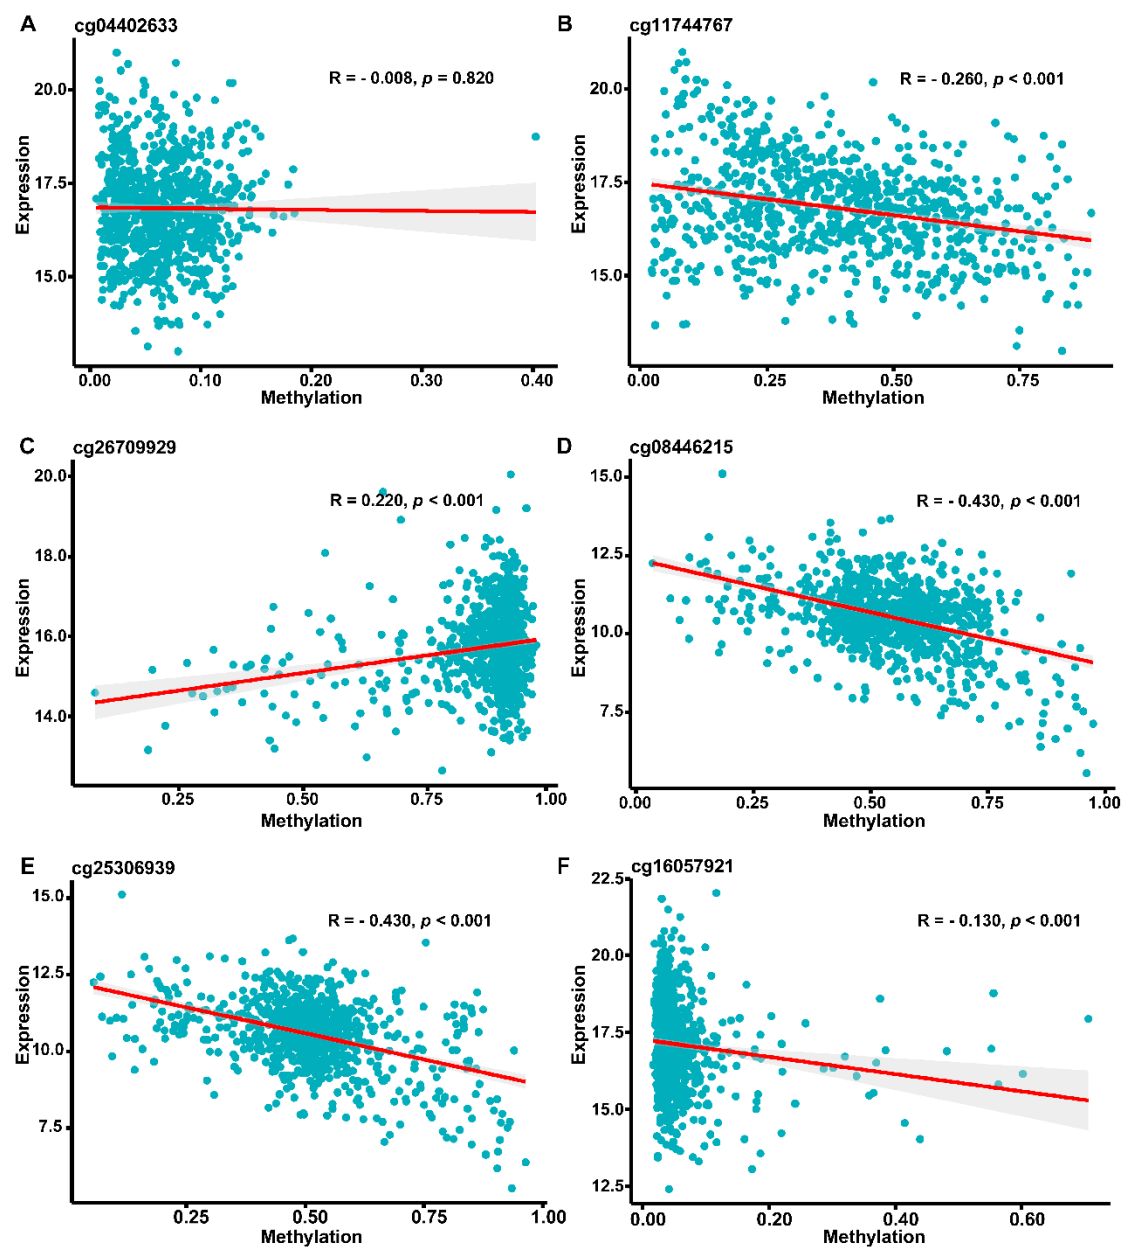 A
cg04402633
R = - 0.008, p = 0.820
Expression
20.0
17.5
15.0
0.00 0.10 0.20 0.30 0.40
Methylation
B
cg11744767
R = - 0.260, p < 0.001
Expression
20.0
17.5
15.0
0.00 0.25 0.50 0.75
Methylation
C
cg26709929
R = 0.220, p < 0.001
Expression
20.0
18.0
16.0
14.0
0.25 0.50 0.75 1.00
Methylation
D
cg08446215
R = - 0.430, p < 0.001
Expression
15.0
12.5
10.0
7.5
0.00 0.25 0.50 0.75 1.00
Methylation
E
cg25306939
R = - 0.430, p < 0.001
Expression
15.0
12.5
10.0
7.5
0.25 0.50 0.75 1.00
Methylation
F
cg16057921
R = - 0.130, p < 0.001
Expression
22.5
20.0
17.5
15.0
12.5
0.00 0.20 0.40 0.60
Methylation